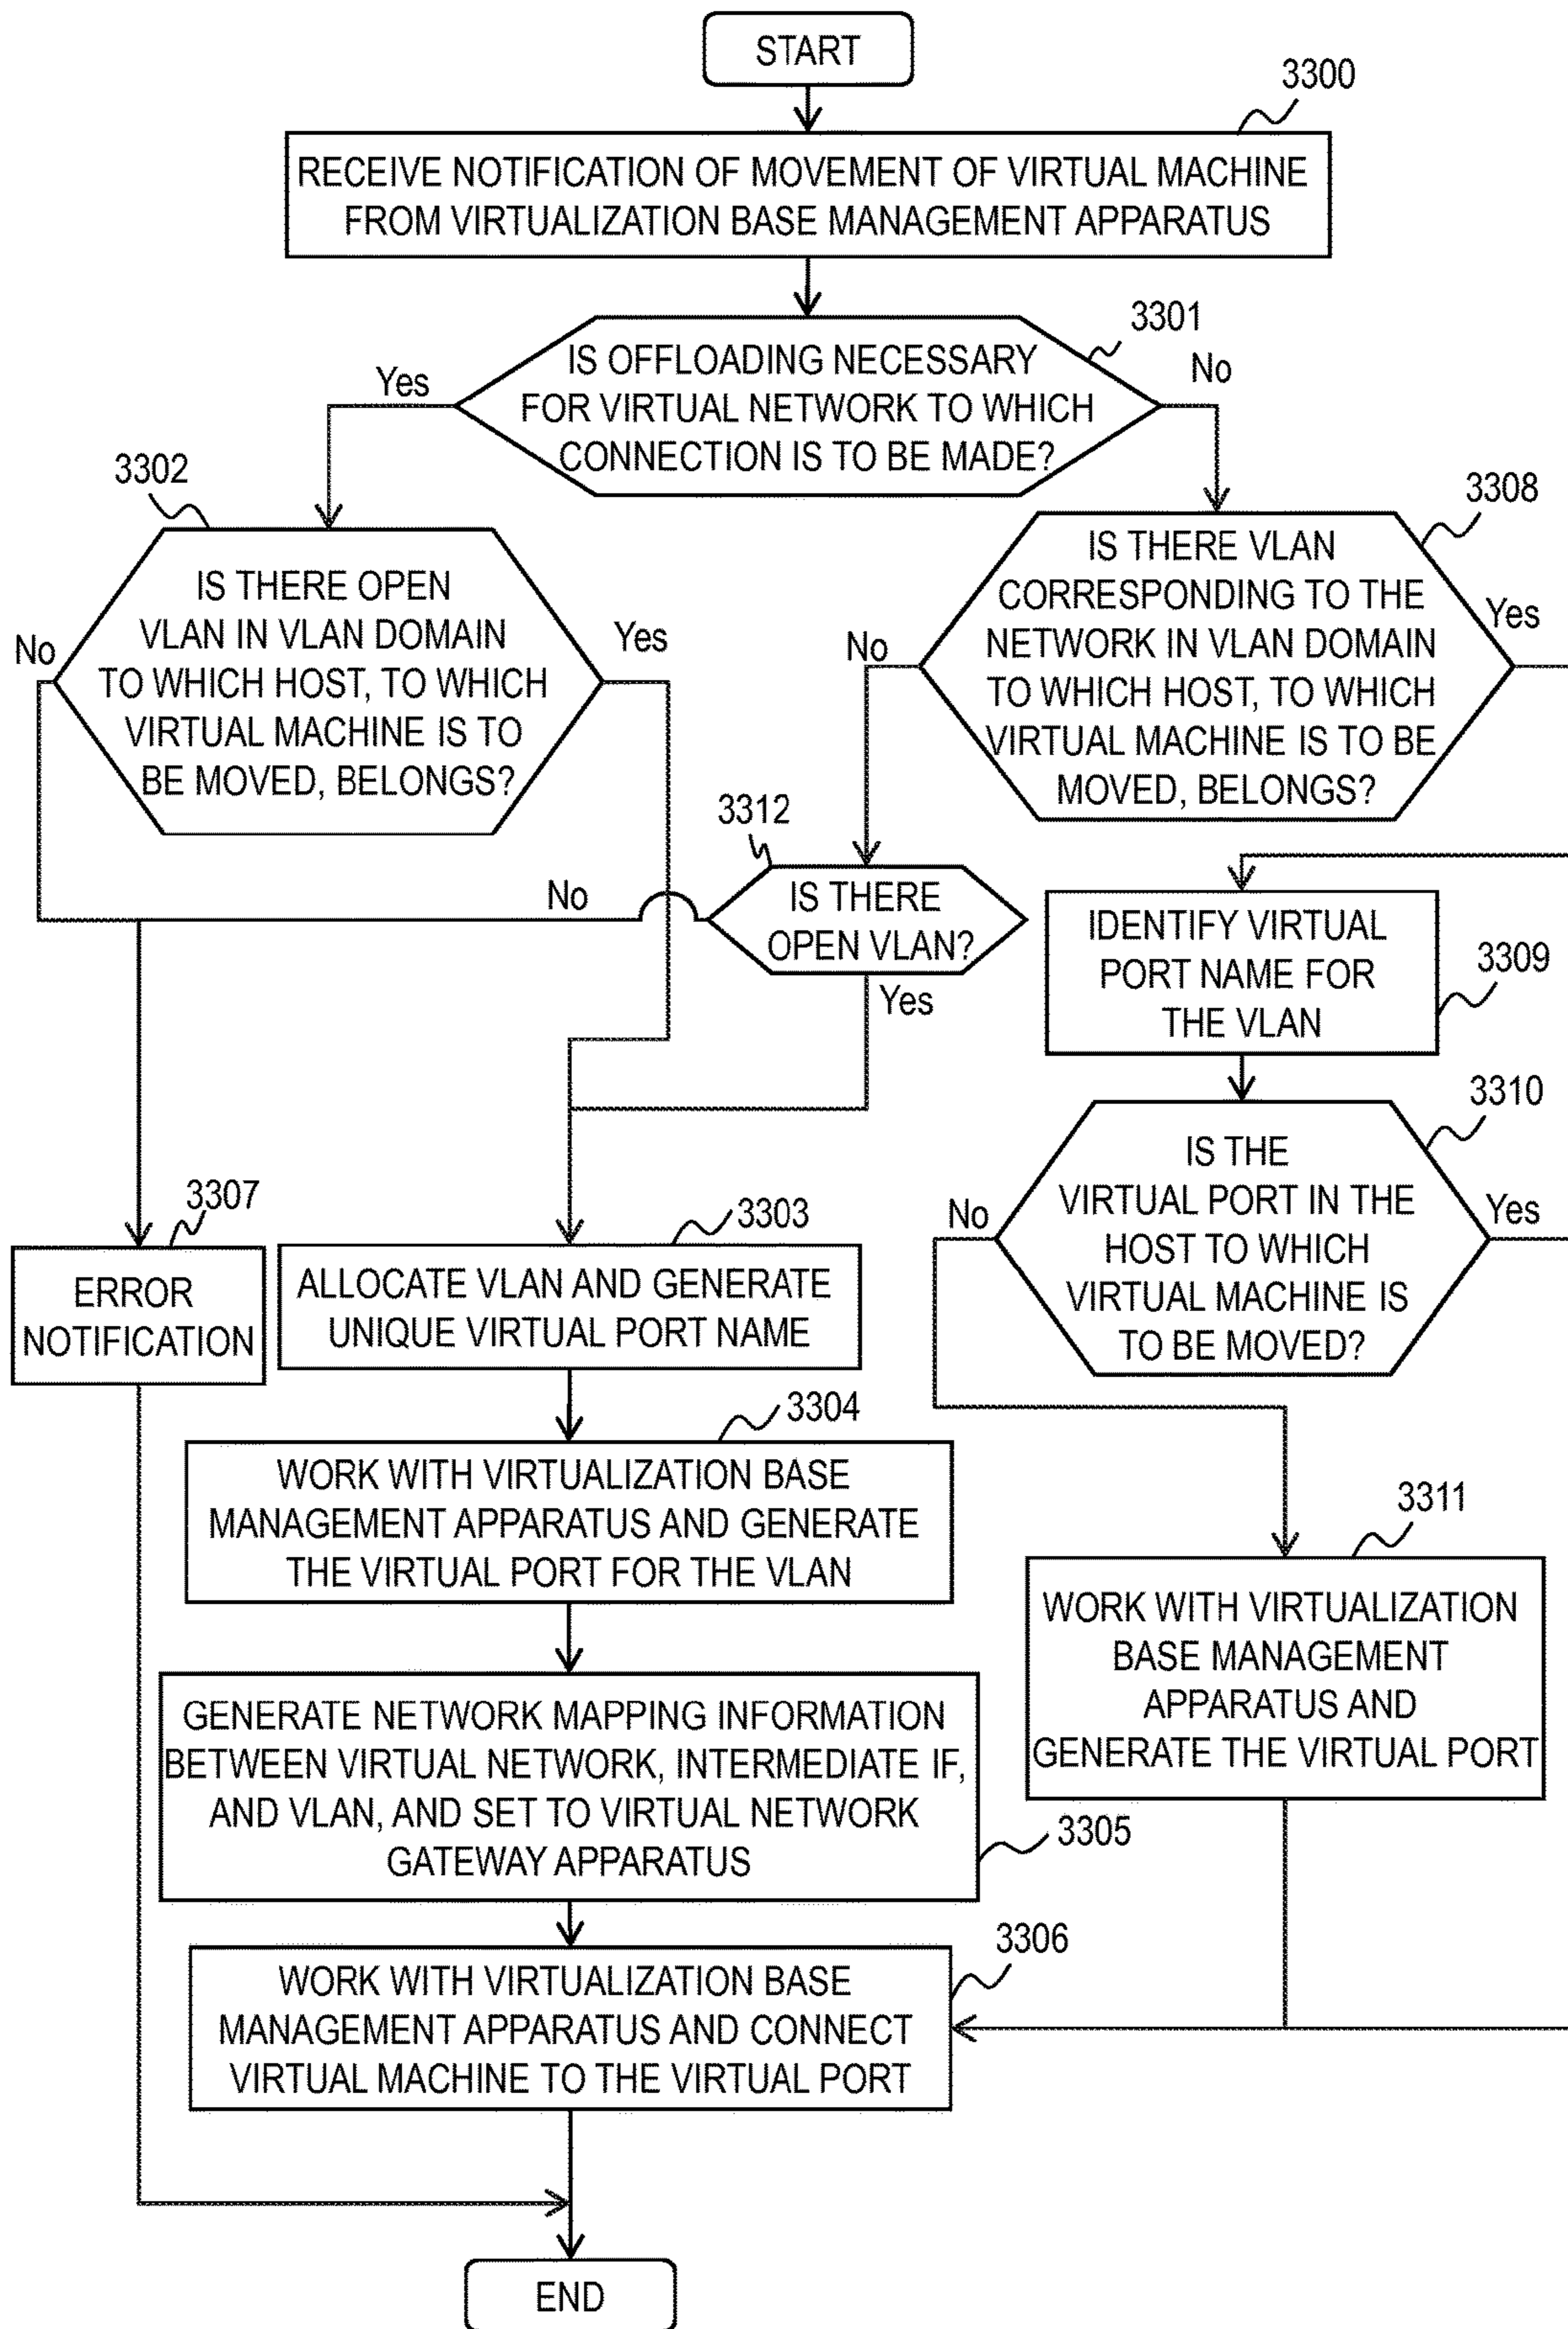 START
3300
RECEIVE NOTIFICATION OF MOVEMENT OF VIRTUAL MACHINE
FROM VIRTUALIZATION BASE MANAGEMENT APPARATUS
3301
IS OFFLOADING NECESSARY
FOR VIRTUAL NETWORK TO WHICH
CONNECTION IS TO BE MADE?
Yes
No
3302
IS THERE OPEN
VLAN IN VLAN DOMAIN
TO WHICH HOST, TO WHICH
VIRTUAL MACHINE IS TO
BE MOVED, BELONGS?
No
Yes
3308
IS THERE VLAN
CORRESPONDING TO THE
NETWORK IN VLAN DOMAIN
TO WHICH HOST, TO WHICH
VIRTUAL MACHINE IS TO BE
MOVED, BELONGS?
No
Yes
3312
IS THERE
OPEN VLAN?
No
Yes
IDENTIFY VIRTUAL
PORT NAME FOR
THE VLAN
3309
3310
IS THE
VIRTUAL PORT IN THE
HOST TO WHICH
VIRTUAL MACHINE IS
TO BE MOVED?
No
Yes
3307
ERROR
NOTIFICATION
3303
ALLOCATE VLAN AND GENERATE
UNIQUE VIRTUAL PORT NAME
3304
WORK WITH VIRTUALIZATION BASE
MANAGEMENT APPARATUS AND GENERATE
THE VIRTUAL PORT FOR THE VLAN
3311
WORK WITH VIRTUALIZATION
BASE MANAGEMENT
APPARATUS AND
GENERATE THE VIRTUAL PORT
GENERATE NETWORK MAPPING INFORMATION
BETWEEN VIRTUAL NETWORK, INTERMEDIATE IF,
AND VLAN, AND SET TO VIRTUAL NETWORK
GATEWAY APPARATUS
3305
3306
WORK WITH VIRTUALIZATION BASE
MANAGEMENT APPARATUS AND CONNECT
VIRTUAL MACHINE TO THE VIRTUAL PORT
END